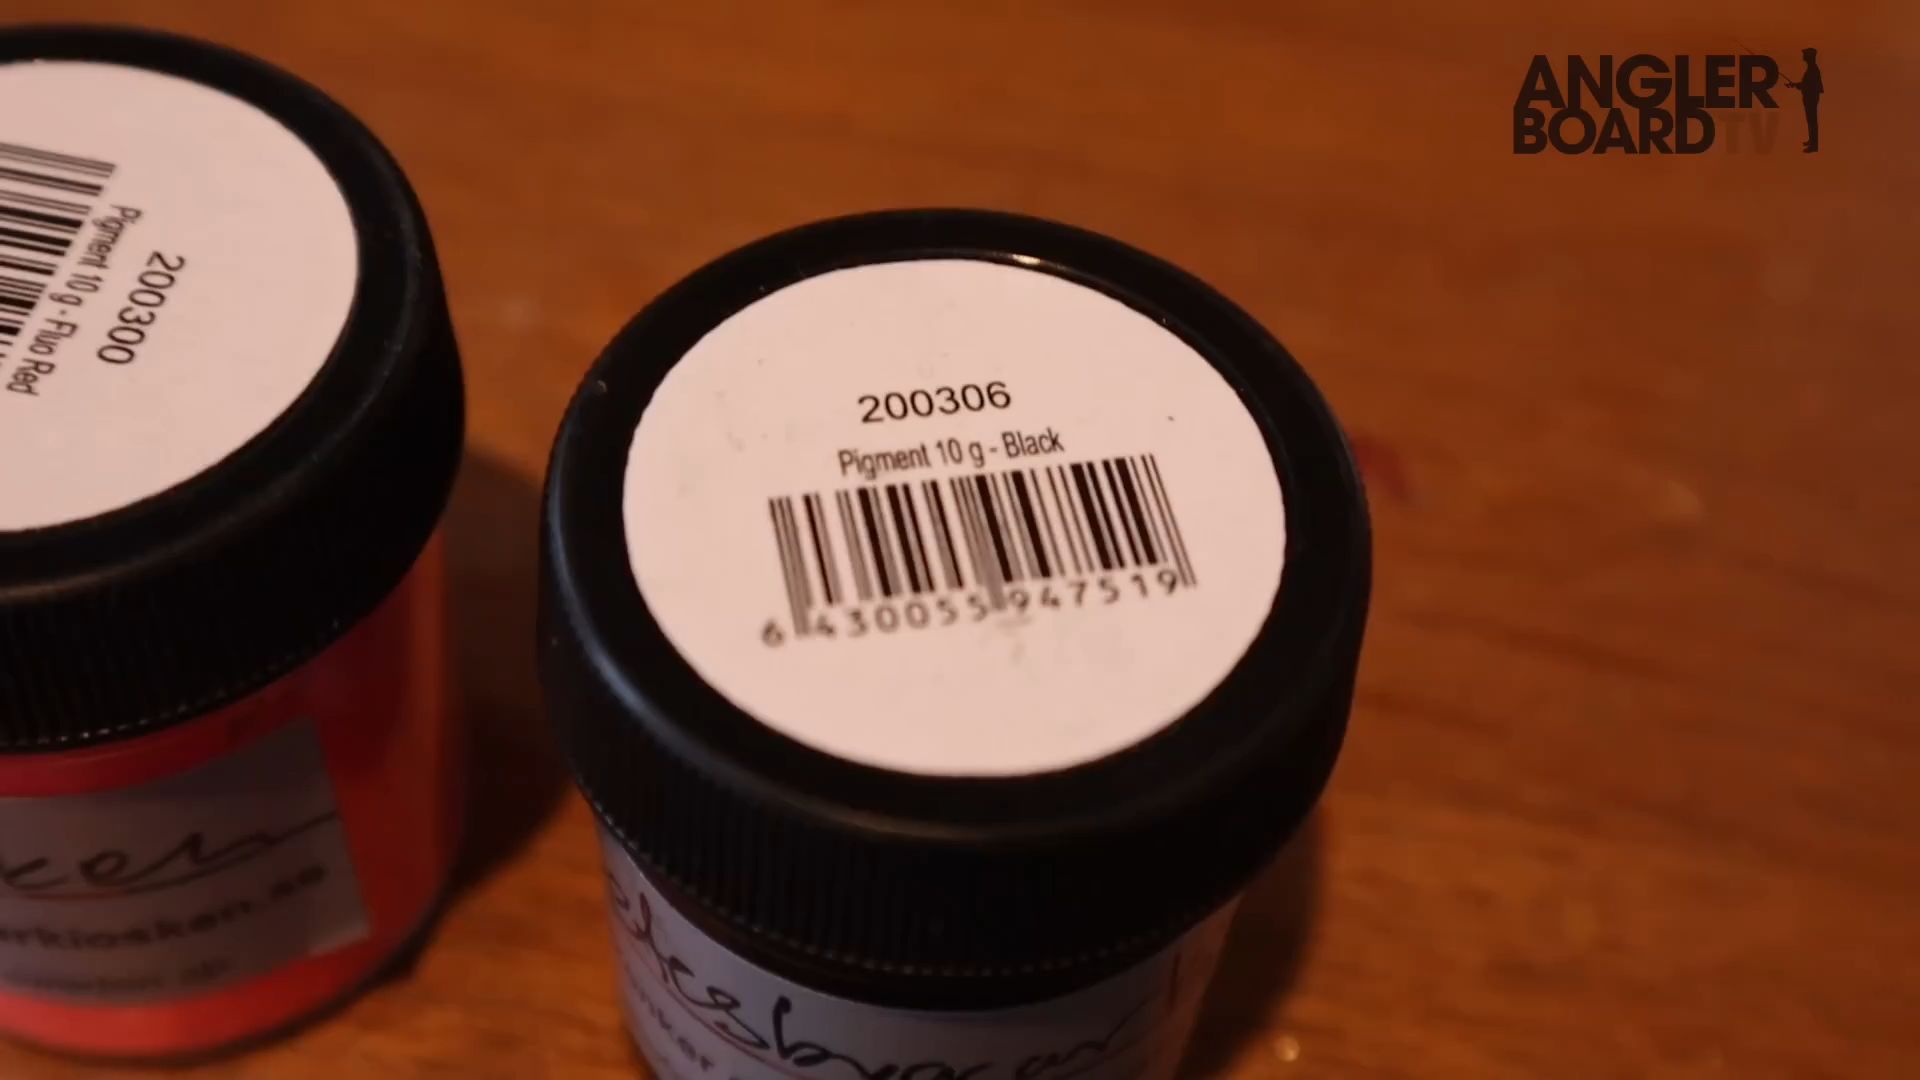 ANGLER
BOARD TV
200300
Pigment 10 g - Fluo Red
200306
Pigment 10 g - Black
6 430055 947519